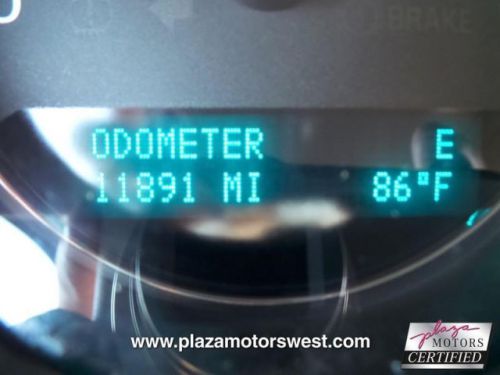 BRAKE
ODOMETER E
11891 MI 86°F
www.plazamotorswest.com
plaza
MOTORS
CERTIFIED